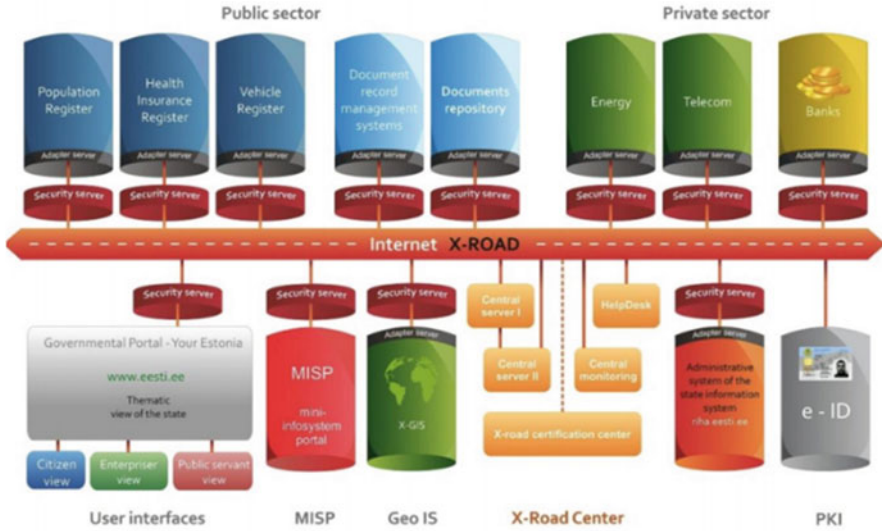 Public sector
Private sector
Population
Register
Health
Insurance
Register
Vehicle
Register
Document
record
management
systems
Documents
repository
Energy
Telecom
Banks
Adapter server
Adapter server
Adapter server
Adapter server
Adapter server
Adapter server
Adapter server
Adapter server
Security server
Security server
Security server
Security server
Security server
Security server
Security server
Security server
Internet X-ROAD
Security server
Security server
Security server
Central
server I
HelpDesk
Security server
Governmental Portal - Your Estonia
www.eesti.ee
Thematic
view of the state
MISP
mini-
infosystem
portal
Adapter server
X-GIS
Central
server II
Central
monitoring
X-road certification center
Adapter server
Administrative
system of the
state information
system
riha eesti ee
e - ID
Citizen
view
Enterpriser
view
Public servant
view
User interfaces
MISP
Geo IS
X-Road Center
PKI